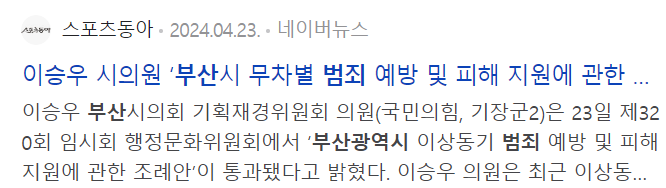 스포츠동아 스포츠동아 · 2024.04.23. · 네이버뉴스
이승우 시의원 ‘부산시 무차별 범죄 예방 및 피해 지원에 관한 ...
이승우 부산시의회 기획재경위원회 의원(국민의힘, 기장군2)은 23일 제32
0회 임시회 행정문화위원회에서 ‘부산광역시 이상동기 범죄 예방 및 피해
지원에 관한 조례안’이 통과됐다고 밝혔다. 이승우 의원은 최근 이상동...